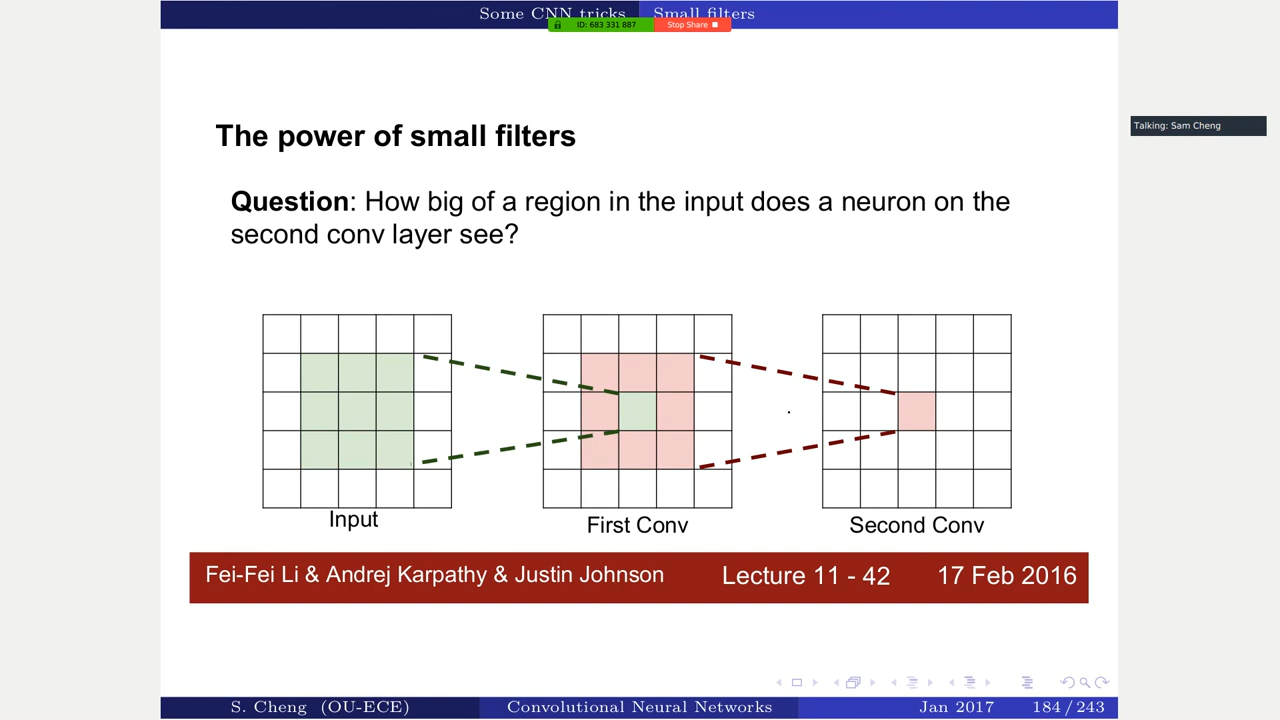 Some CNN tricks Small filters
ID: 683 331 887 Stop Share
Talking: Sam Cheng
The power of small filters
Question: How big of a region in the input does a neuron on the
second conv layer see?
Input
First Conv
Second Conv
Fei-Fei Li & Andrej Karpathy & Justin Johnson Lecture 11 - 42 17 Feb 2016
S. Cheng (OU-ECE) Convolutional Neural Networks Jan 2017 184 / 243